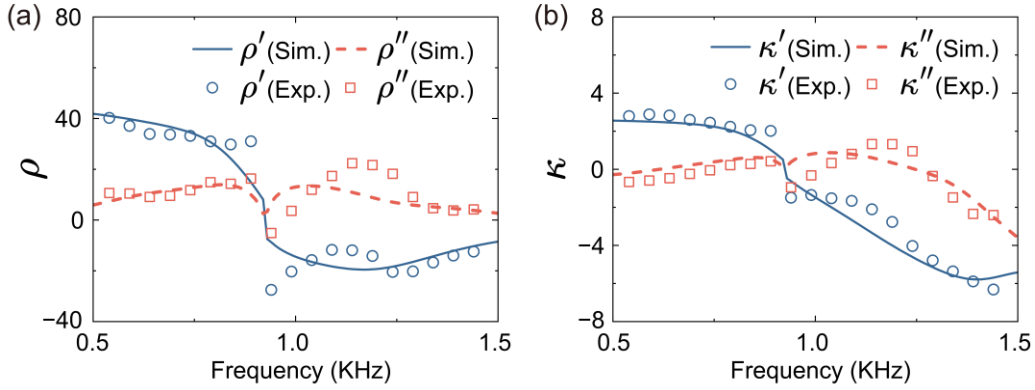 (a)
ρ′(Sim.) ρ″(Sim.)
ρ′(Exp.) ρ″(Exp.)
80
40
0
−40
ρ
0.5 1.0 1.5
Frequency (KHz)
(b)
κ′(Sim.) κ″(Sim.)
κ′(Exp.) κ″(Exp.)
8
4
0
−4
−8
κ
0.5 1.0 1.5
Frequency (KHz)